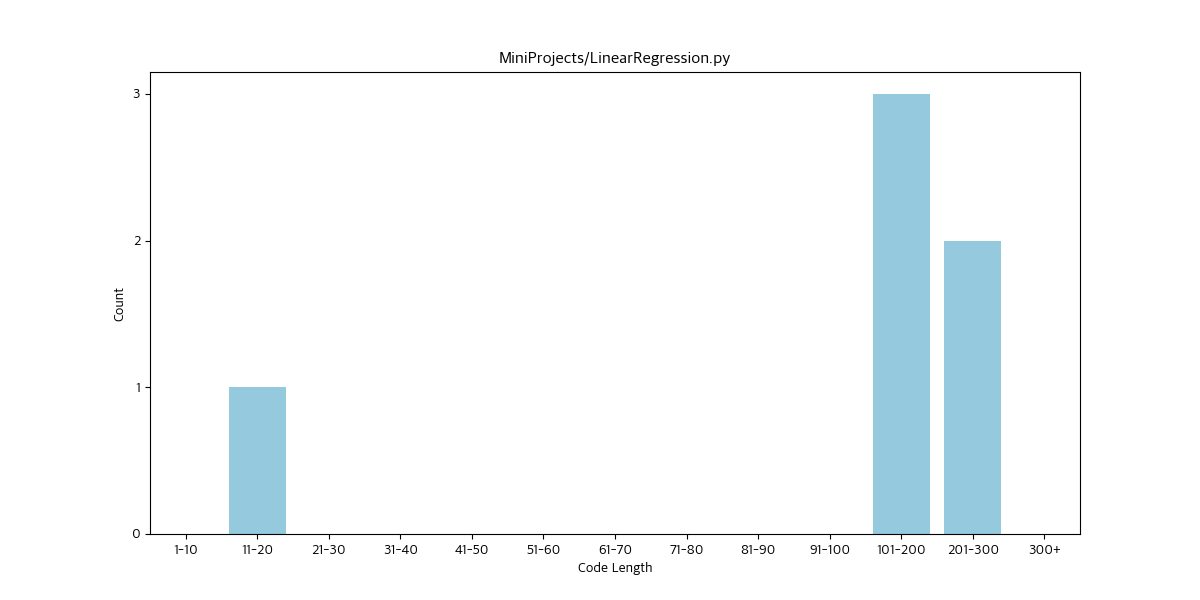 MiniProjects/LinearRegression.py
3
2
1
0
Count
1-10 11-20 21-30 31-40 41-50 51-60 61-70 71-80 81-90 91-100 101-200 201-300 300+
Code Length